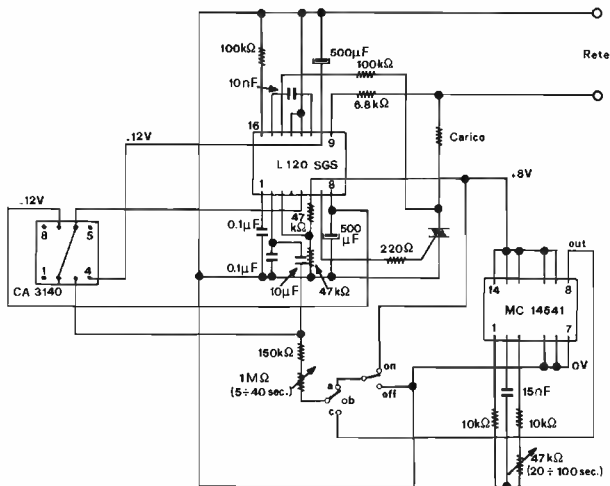 100kΩ
500µF
10nF
100kΩ
6.8kΩ
Rete
16
9
L 120 SGS
1
8
Carico
.12V
.12V
+8V
8
5
1
4
CA 3140
0.1µF
0.1µF
10µF
47
kΩ
500
µF
47kΩ
220Ω
out
14
8
MC 14541
1
7
0V
150kΩ
1MΩ
(5÷40 sec.)
a
b
c
on
off
15nF
10kΩ
10kΩ
47kΩ
(20÷100sec.)